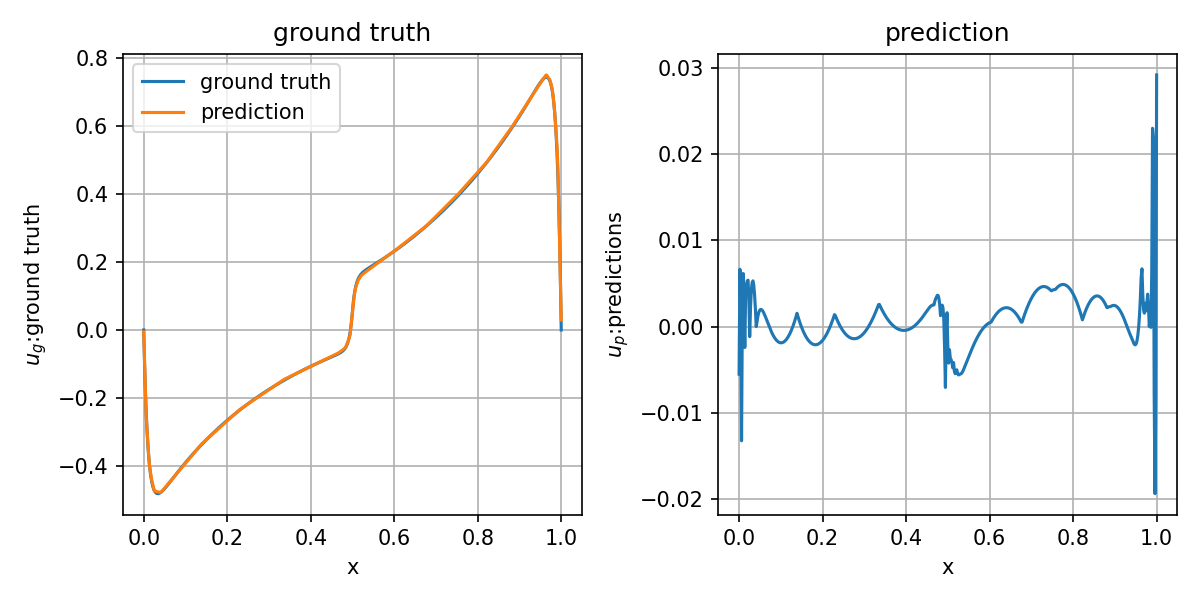 ground truth
0.8
0.6
0.4
0.2
0.0
−0.2
−0.4
u_g:ground truth
ground truth
prediction
0.0 0.2 0.4 0.6 0.8 1.0
x
prediction
0.03
0.02
0.01
0.00
−0.01
−0.02
u_p:predictions
0.0 0.2 0.4 0.6 0.8 1.0
x